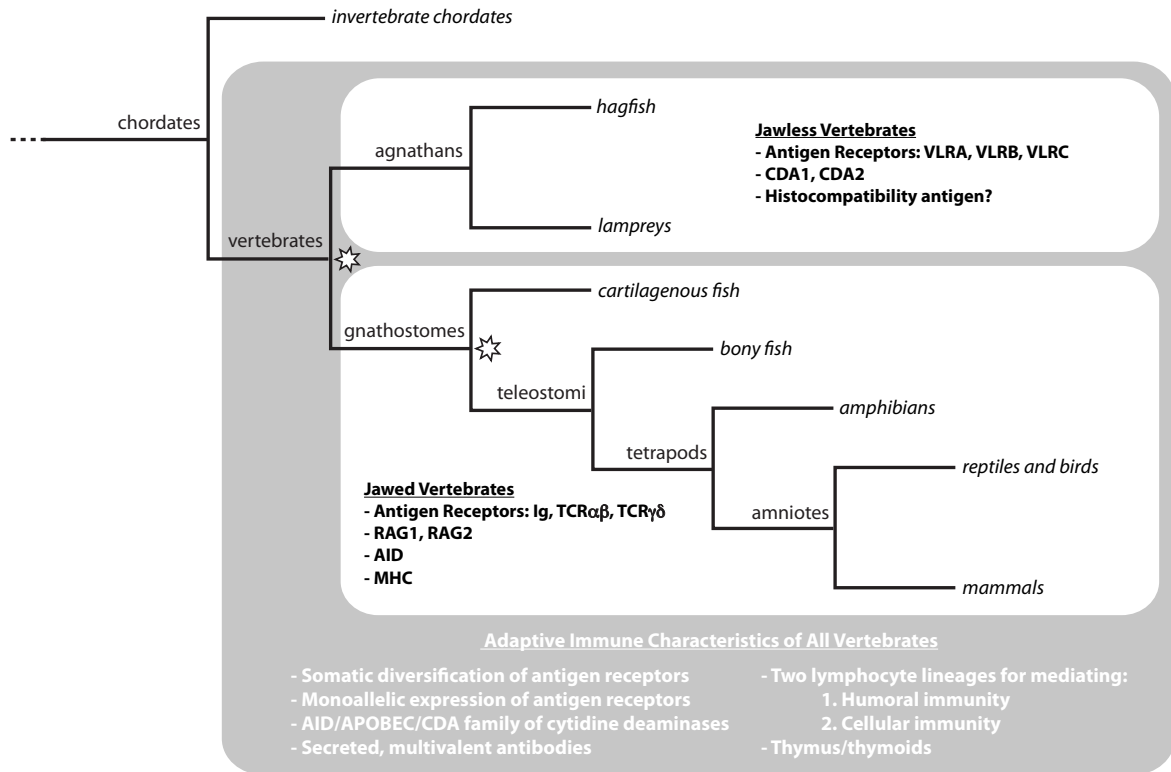 invertebrate chordates
chordates
hagfish
agnathans
Jawless Vertebrates
- Antigen Receptors: VLRA, VLRB, VLRC
- CDA1, CDA2
- Histocompatibility antigen?
lampreys
vertebrates
cartilagenous fish
gnathostomes
bony fish
teleostomi
amphibians
tetrapods
reptiles and birds
Jawed Vertebrates
- Antigen Receptors: Ig, TCRαβ, TCRγδ
- RAG1, RAG2
- AID
- MHC
amniotes
mammals
Adaptive Immune Characteristics of All Vertebrates
- Somatic diversification of antigen receptors
- Monoallelic expression of antigen receptors
- AID/APOBEC/CDA family of cytidine deaminases
- Secreted, multivalent antibodies
- Two lymphocyte lineages for mediating:
1. Humoral immunity
2. Cellular immunity
- Thymus/thymoids